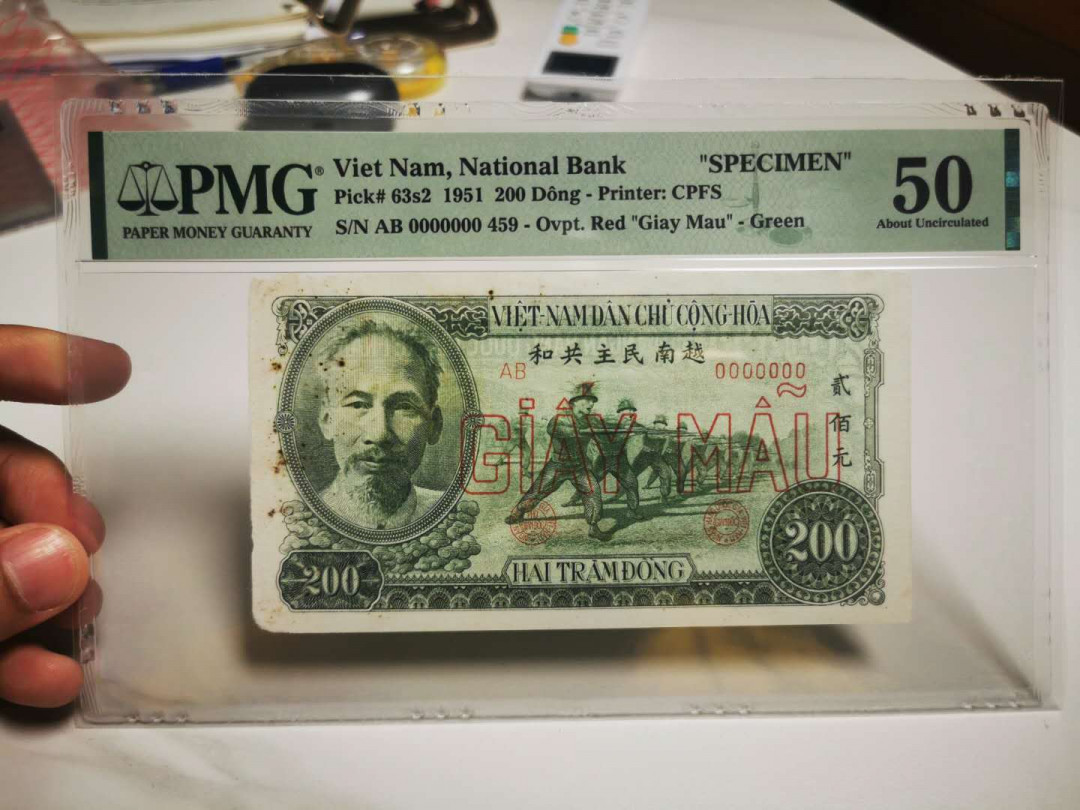 PMG®
PAPER MONEY GUARANTY
Viet Nam, National Bank "SPECIMEN"
Pick# 63s2 1951 200 Dông - Printer: CPFS
S/N AB 0000000 459 - Ovpt. Red "Giay Mau" - Green
50
About Uncirculated
VIỆT-NAM DÂN CHỦ CỘNG-HÒA
和共主民南越
AB 0000000
貳佰元
GIẤY MẪU
200
HAI TRĂM ĐỒNG
200